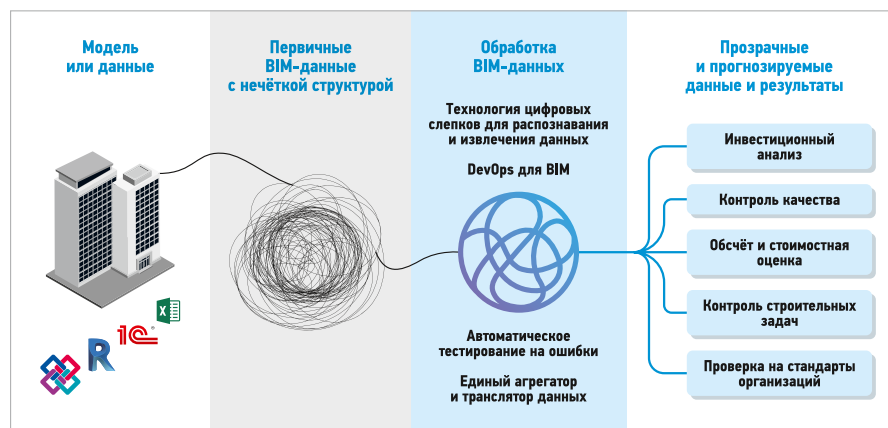 Модель
или данные
Первичные
BIM-данные
с нечёткой структурой
Обработка
BIM-данных
Прозрачные
и прогнозируемые
данные и результаты
Технология цифровых
слепков для распознавания
и извлечения данных
DevOps для BIM
Автоматическое
тестирование на ошибки
Единый агрегатор
и транслятор данных
Инвестиционный
анализ
Контроль качества
Обсчёт и стоимостная
оценка
Контроль строительных
задач
Проверка на стандарты
организаций
X
1С®
R